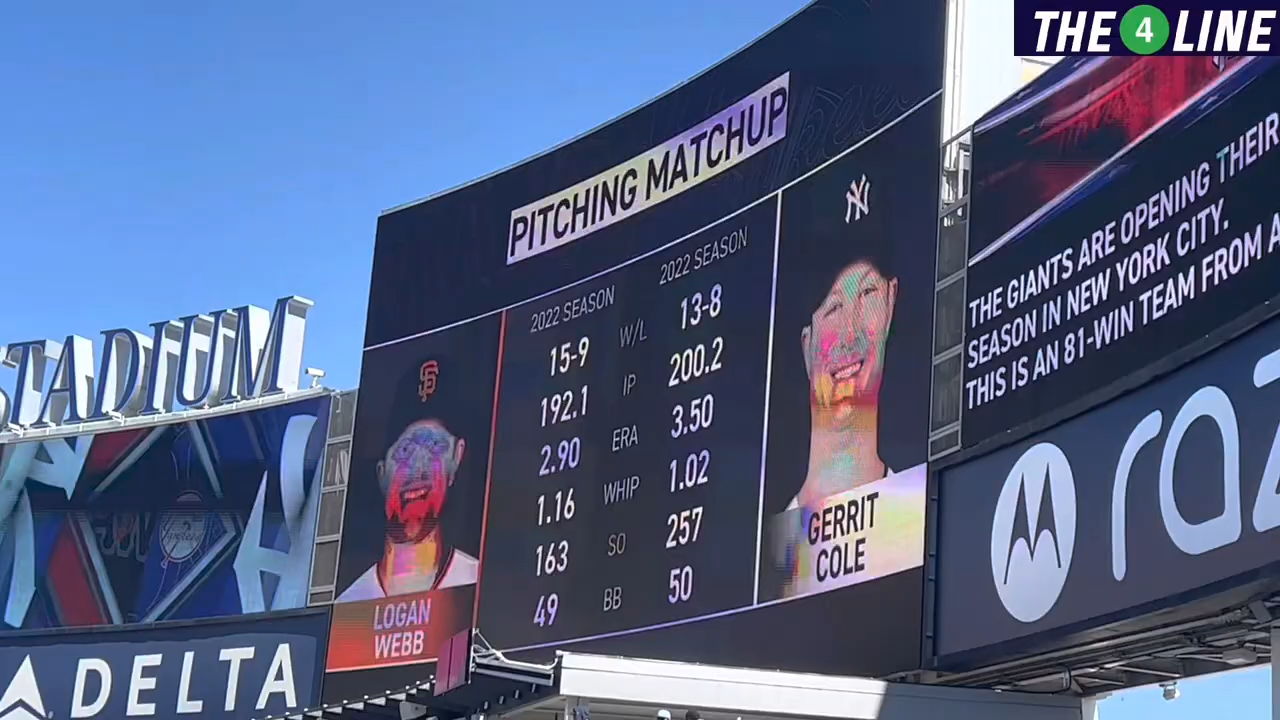 THE 4 LINE
PITCHING MATCHUP
2022 SEASON 2022 SEASON
15-9 W/L 13-8
192.1 IP 200.2
2.90 ERA 3.50
1.16 WHIP 1.02
163 SO 257
49 BB 50
LOGAN
WEBB
GERRIT
COLE
THE GIANTS ARE OPENING THEIR
SEASON IN NEW YORK CITY.
THIS IS AN 81-WIN TEAM FROM A
STADIUM
DELTA
raz
NY
SF